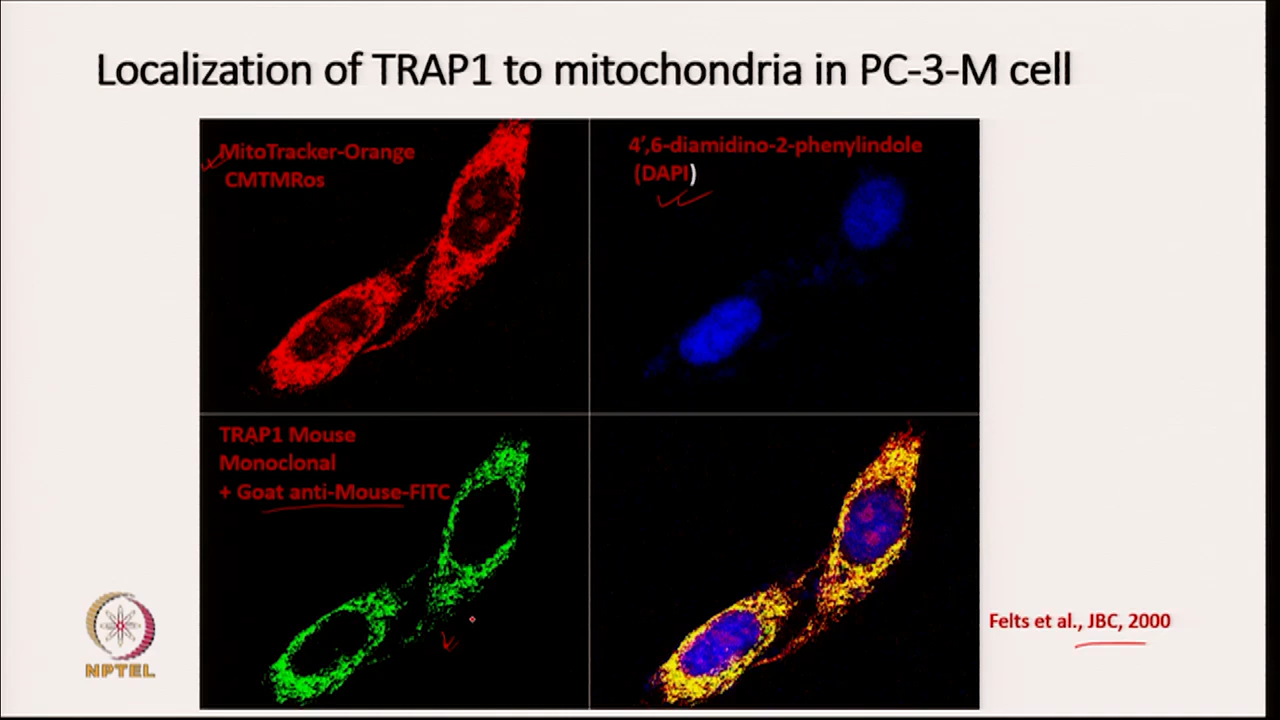 Localization of TRAP1 to mitochondria in PC-3-M cell
MitoTracker-Orange
CMTMRos
4’,6-diamidino-2-phenylindole
(DAPI)
TRAP1 Mouse
Monoclonal
+ Goat anti-Mouse-FITC
Felts et al., JBC, 2000
NPTEL